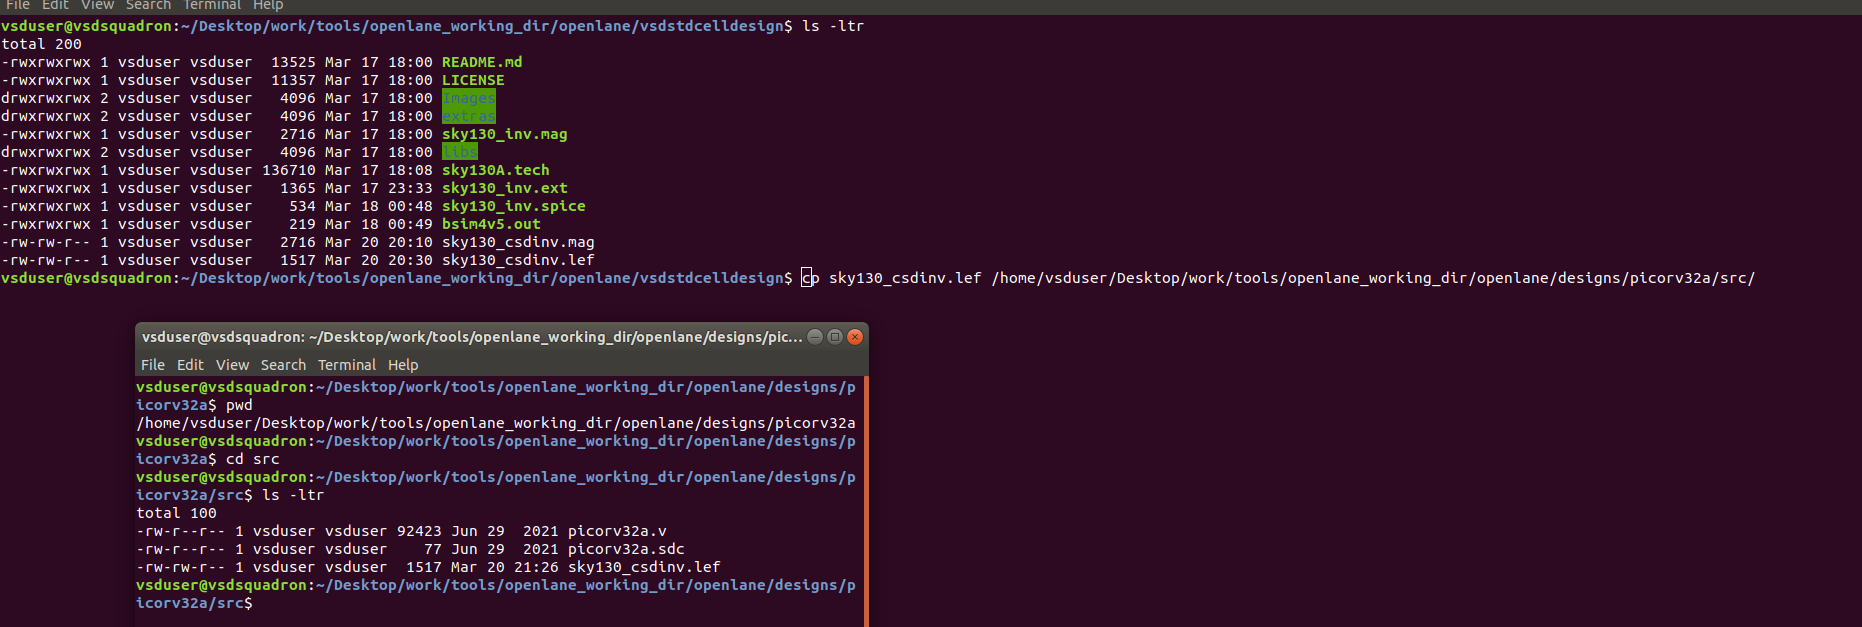 File Edit View Search Terminal Help
vsduser@vsdsquadron:~/Desktop/work/tools/openlane_working_dir/openlane/vsdstdcelldesign$ ls -ltr
total 200
-rwxrwxrwx 1 vsduser vsduser  13525 Mar 17 18:00 README.md
-rwxrwxrwx 1 vsduser vsduser  11357 Mar 17 18:00 LICENSE
drwxrwxrwx 2 vsduser vsduser   4096 Mar 17 18:00 Images
drwxrwxrwx 2 vsduser vsduser   4096 Mar 17 18:00 extras
-rwxrwxrwx 1 vsduser vsduser   2716 Mar 17 18:00 sky130_inv.mag
drwxrwxrwx 2 vsduser vsduser   4096 Mar 17 18:00 libs
-rwxrwxrwx 1 vsduser vsduser 136710 Mar 17 18:08 sky130A.tech
-rwxrwxrwx 1 vsduser vsduser   1365 Mar 17 23:33 sky130_inv.ext
-rwxrwxrwx 1 vsduser vsduser    534 Mar 18 00:48 sky130_inv.spice
-rwxrwxrwx 1 vsduser vsduser    219 Mar 18 00:49 bsim4v5.out
-rw-rw-r-- 1 vsduser vsduser   2716 Mar 20 20:10 sky130_csdinv.mag
-rw-rw-r-- 1 vsduser vsduser   1517 Mar 20 20:30 sky130_csdinv.lef
vsduser@vsdsquadron:~/Desktop/work/tools/openlane_working_dir/openlane/vsdstdcelldesign$ cp sky130_csdinv.lef /home/vsduser/Desktop/work/tools/openlane_working_dir/openlane/designs/picorv32a/src/
vsduser@vsdsquadron: ~/Desktop/work/tools/openlane_working_dir/openlane/designs/pic...
File Edit View Search Terminal Help
vsduser@vsdsquadron:~/Desktop/work/tools/openlane_working_dir/openlane/designs/p
icorv32a$ pwd
/home/vsduser/Desktop/work/tools/openlane_working_dir/openlane/designs/picorv32a
vsduser@vsdsquadron:~/Desktop/work/tools/openlane_working_dir/openlane/designs/p
icorv32a$ cd src
vsduser@vsdsquadron:~/Desktop/work/tools/openlane_working_dir/openlane/designs/p
icorv32a/src$ ls -ltr
total 100
-rw-r--r-- 1 vsduser vsduser 92423 Jun 29  2021 picorv32a.v
-rw-r--r-- 1 vsduser vsduser    77 Jun 29  2021 picorv32a.sdc
-rw-rw-r-- 1 vsduser vsduser  1517 Mar 20 21:26 sky130_csdinv.lef
vsduser@vsdsquadron:~/Desktop/work/tools/openlane_working_dir/openlane/designs/p
icorv32a/src$